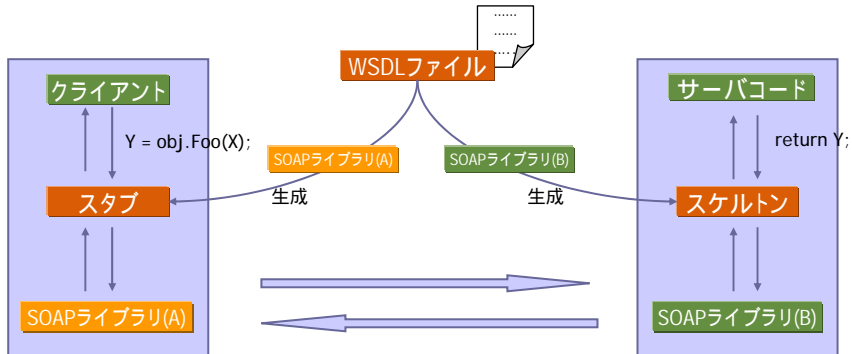 ……
……
……
WSDLファイル
クライアント
サーバコード
Y = obj.Foo(X);
return Y;
SOAPライブラリ(A)
SOAPライブラリ(B)
スタブ
生成
生成
スケルトン
SOAPライブラリ(A)
SOAPライブラリ(B)